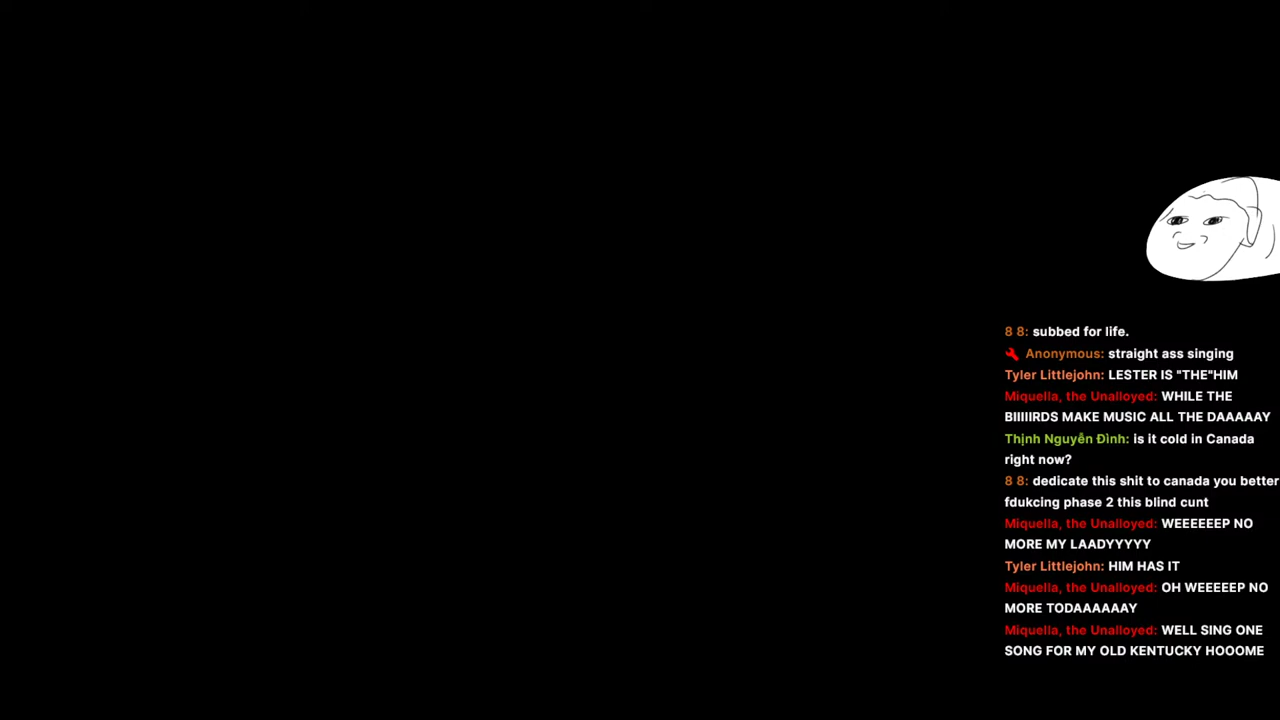 8 8: subbed for life.
Anonymous: straight ass singing
Tyler Littlejohn: LESTER IS "THE"HIM
Miquella, the Unalloyed: WHILE THE
BIIIIIRDS MAKE MUSIC ALL THE DAAAAAY
Thịnh Nguyễn Đình: is it cold in Canada
right now?
8 8: dedicate this shit to canada you better
fdukcing phase 2 this blind cunt
Miquella, the Unalloyed: WEEEEEEP NO
MORE MY LAADYYYYY
Tyler Littlejohn: HIM HAS IT
Miquella, the Unalloyed: OH WEEEEEP NO
MORE TODAAAAAAY
Miquella, the Unalloyed: WELL SING ONE
SONG FOR MY OLD KENTUCKY HOOOME